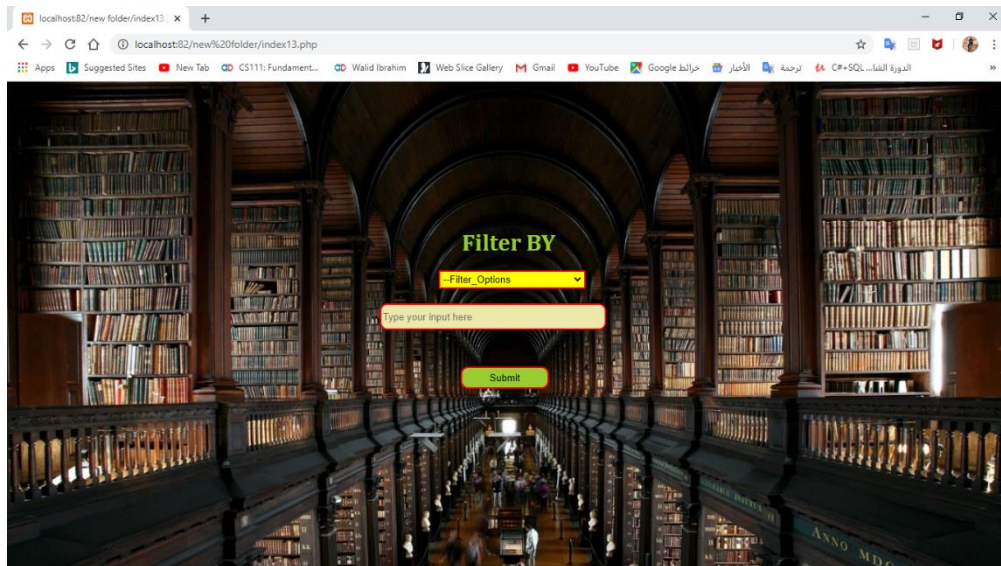 localhost:82/new folder/index13.
localhost:82/new%20folder/index13.php
Apps Suggested Sites New Tab CS111: Fundament... Walid Ibrahim Web Slice Gallery Gmail YouTube خرائط Google الأخبار ترجمة C#+SQL الدورة الشا...
Filter BY
--Filter_Options
Type your input here
Submit
ANNO MDC